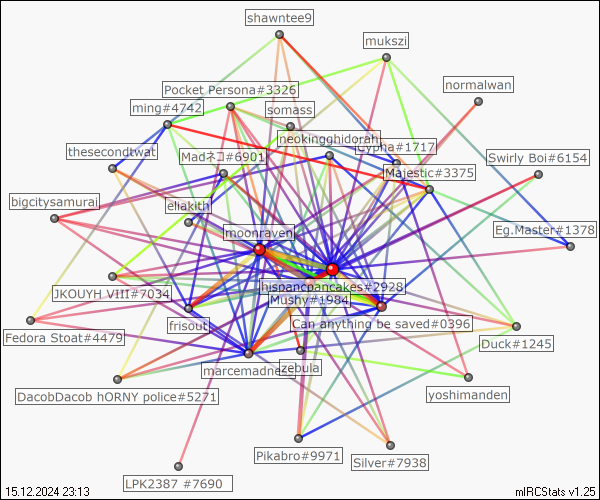 shawntee9
mukszi
normalwan
Pocket Persona#3326
ming#4742
somass
neokingghidorah
thesecondtwat
Madネコ#6901
Cypha#1717
Swirly Boi#6154
Majestic#3375
bigcitysamurai
eliakith
moonraven
Eg.Master#1378
JKOUYH VIII#7034
hispancpancakes#2928
Mushy#1984
frisout
Can anything be saved#0396
Fedora Stoat#4479
Duck#1245
marcemadness
zebula
DacobDacob hORNY police#5271
yoshimanden
Pikabro#9971
Silver#7938
LPK2387 #7690
15.12.2024 23:13
mIRCStats v1.25